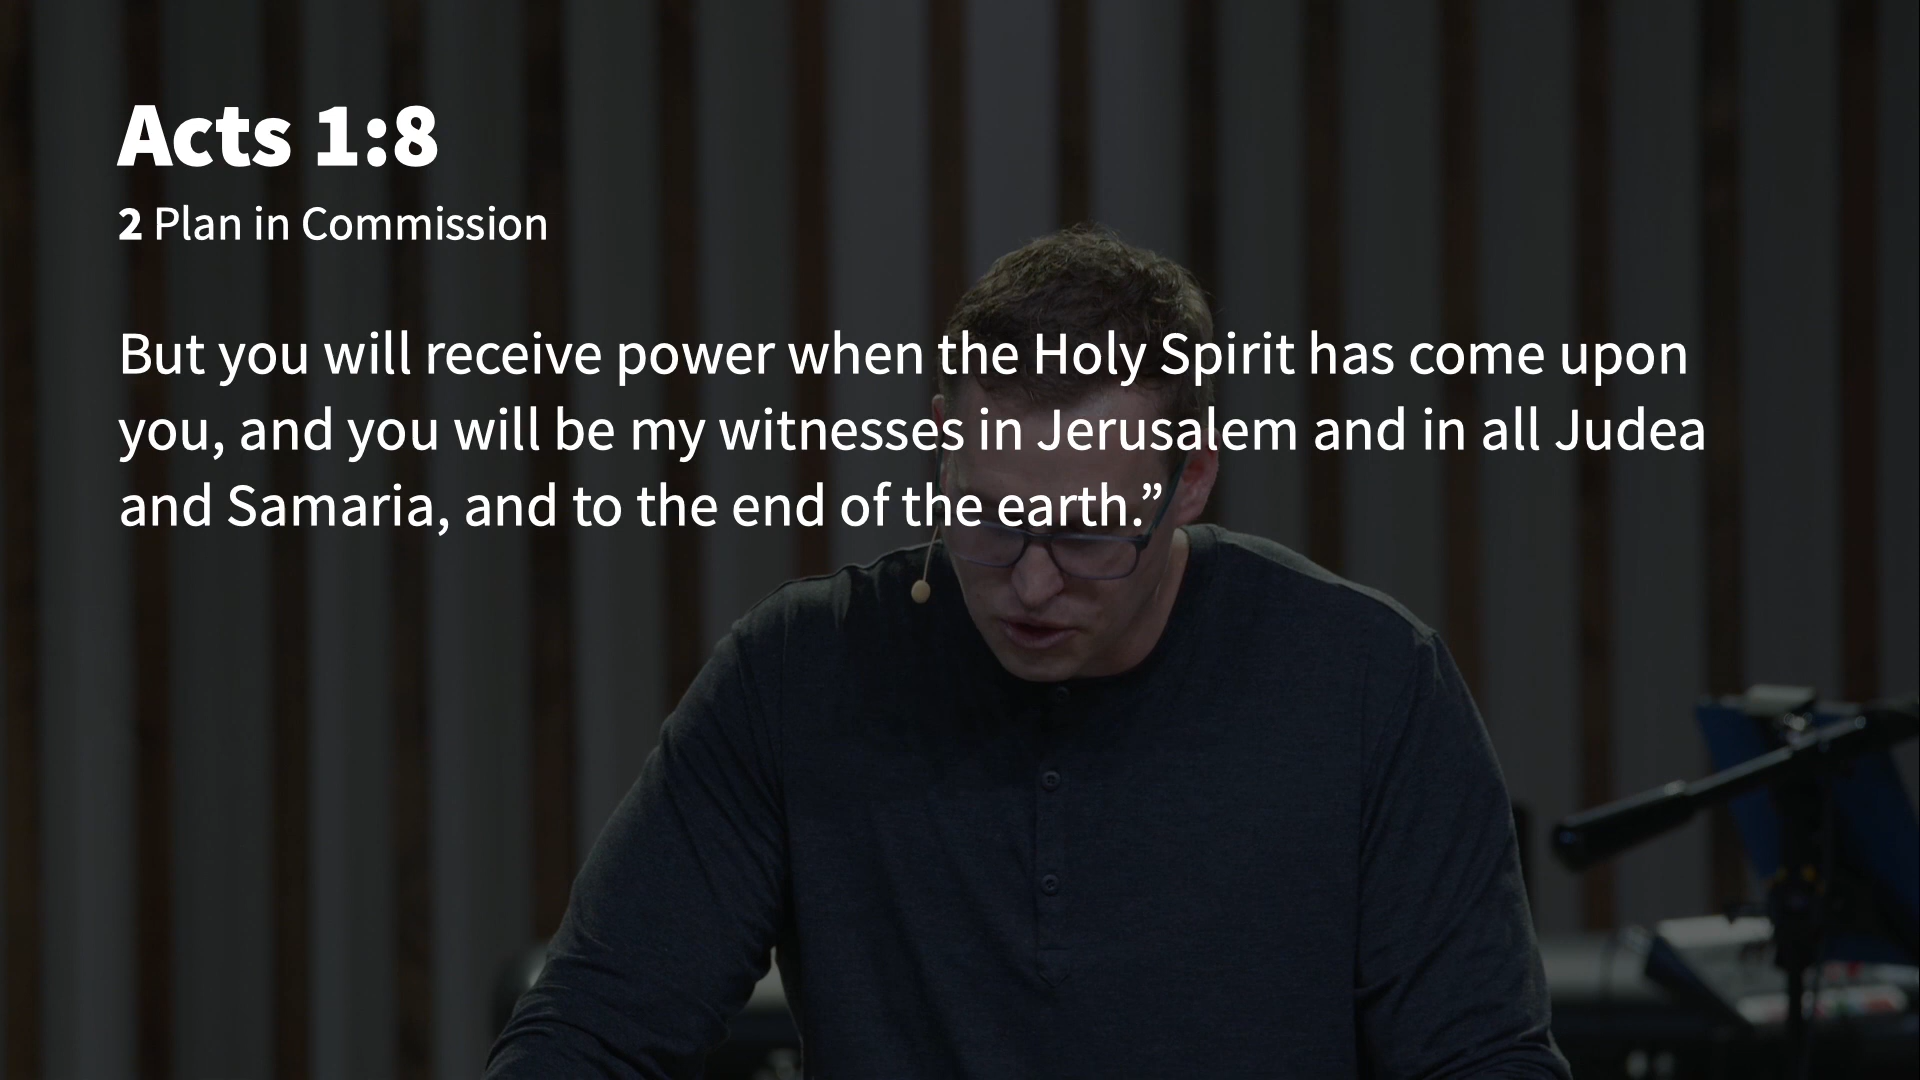 Acts 1:8
2 Plan in Commission
But you will receive power when the Holy Spirit has come upon
you, and you will be my witnesses in Jerusalem and in all Judea
and Samaria, and to the end of the earth.”